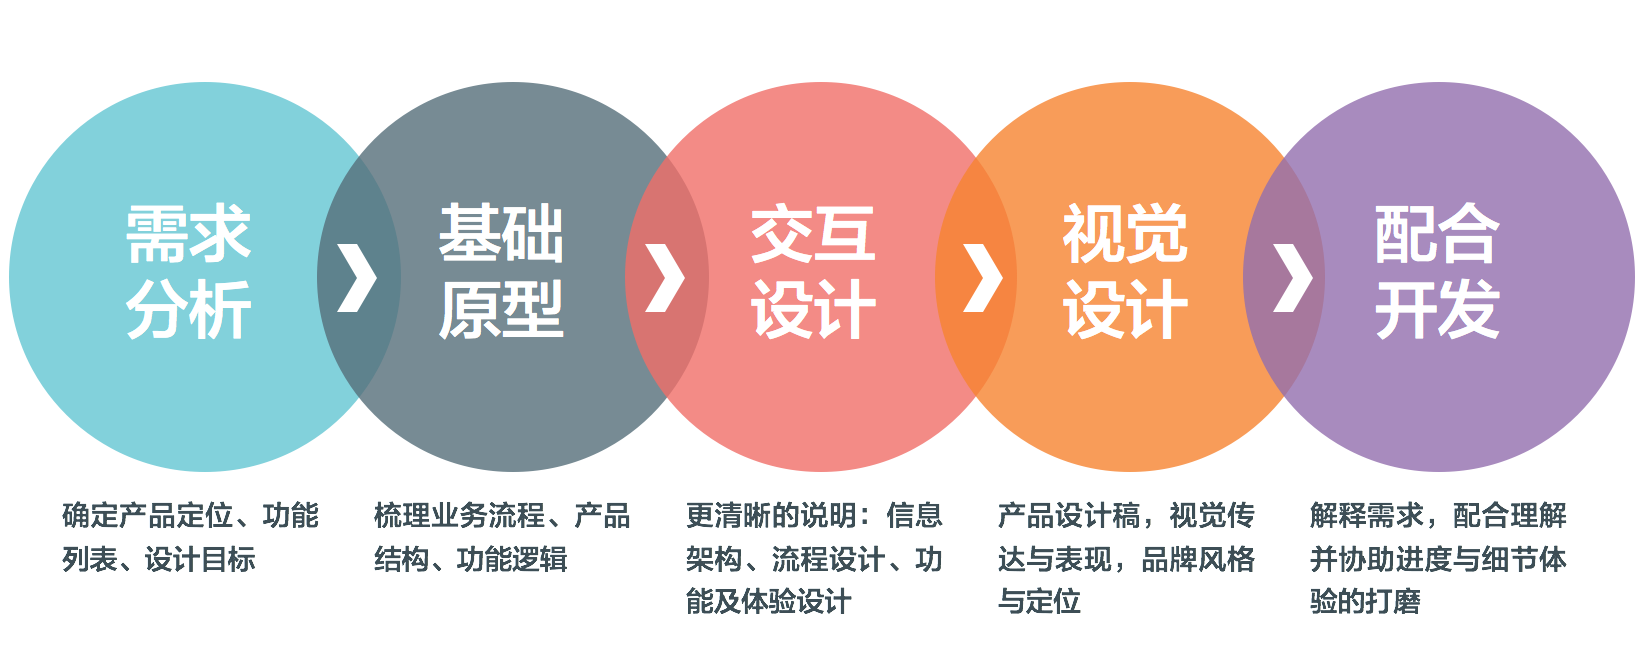 需求
分析
基础
原型
交互
设计
视觉
设计
配合
开发
确定产品定位、功能
列表、设计目标
梳理业务流程、产品
结构、功能逻辑
更清晰的说明：信息
架构、流程设计、功
能及体验设计
产品设计稿，视觉传
达与表现，品牌风格
与定位
解释需求，配合理解
并协助进度与细节体
验的打磨